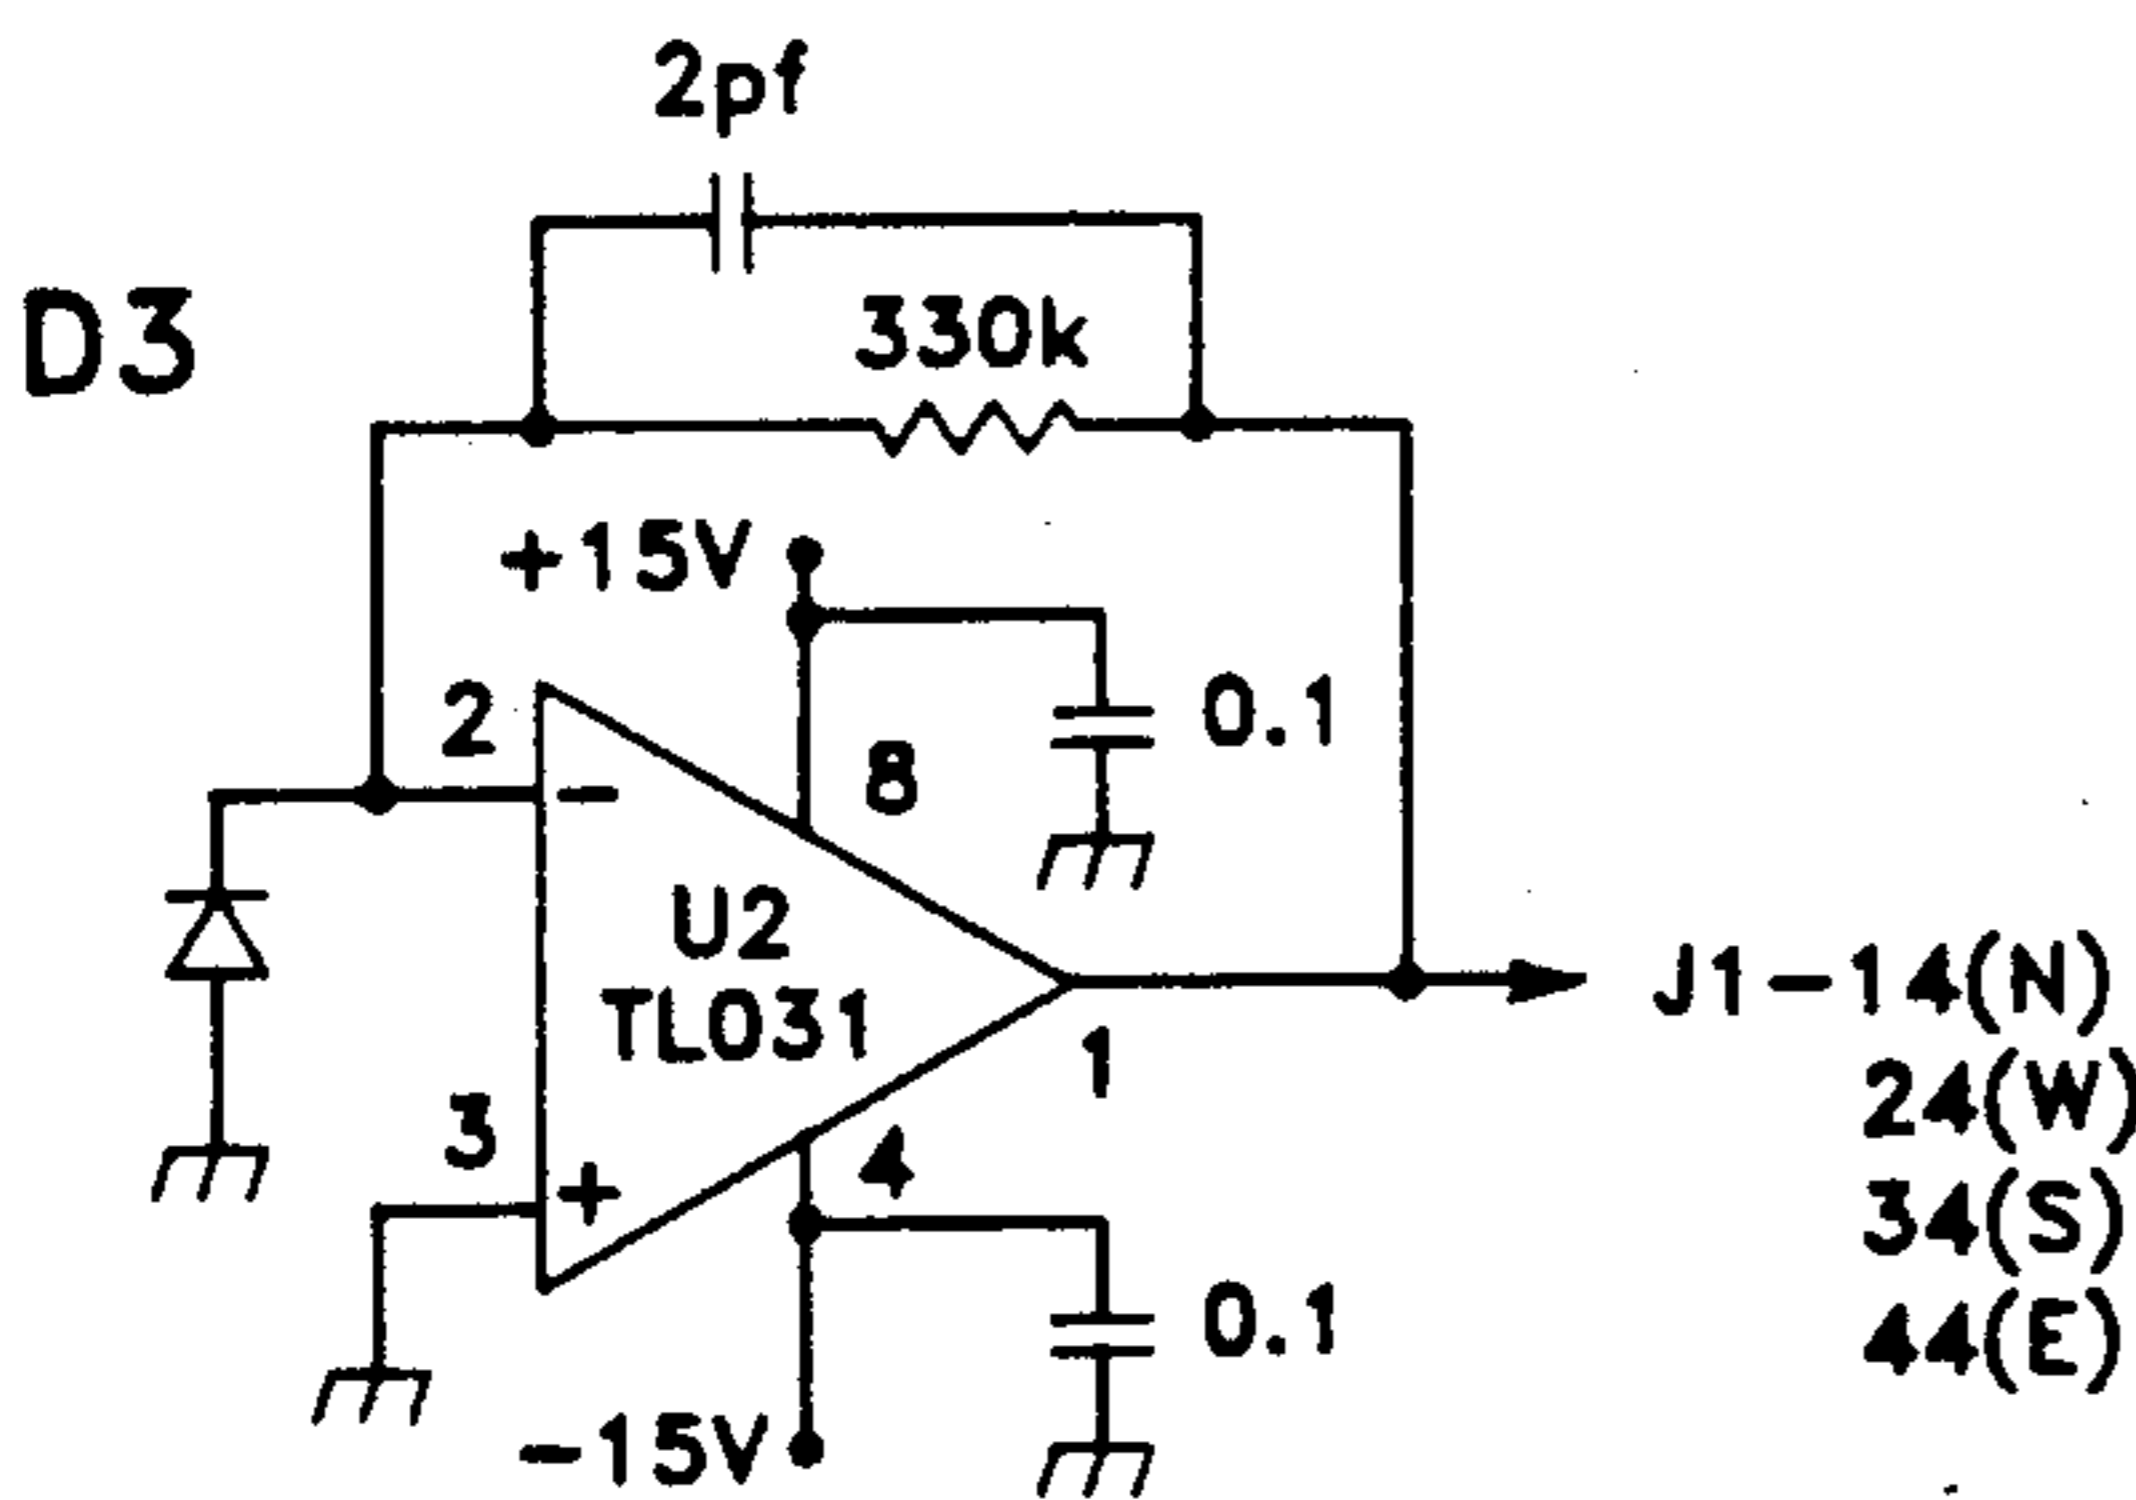 2pf
D3
330k
+15V
2
-
8
0.1
U2
TL031
J1-14(N)
24(W)
34(S)
44(E)
1
3
+
4
0.1
-15V